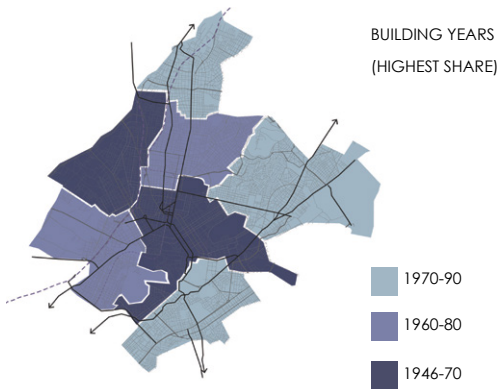 BUILDING YEARS
(HIGHEST SHARE)
1970-90
1960-80
1946-70